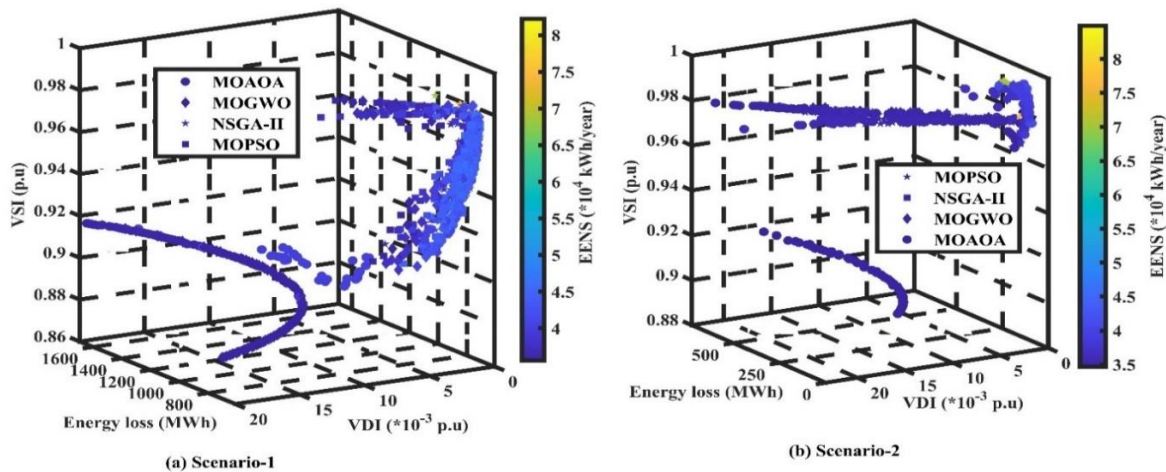 1
0.98
0.96
0.94
0.92
0.9
0.88
0.86
VSI (p.u)
MOAOA
MOGWO
NSGA-II
MOPSO
1600
1400
1200
1000
800
Energy loss (MWh)
20
15
10
5
0
VDI (*10-3 p.u)
8
7.5
7
6.5
6
5.5
5
4.5
4
EENS (*104 kWh/year)
(a) Scenario-1
1
0.98
0.96
0.94
0.92
0.9
0.88
VSI (p.u)
MOPSO
NSGA-II
MOGWO
MOAOA
500
250
0
Energy loss (MWh)
20
15
10
5
0
VDI (*10-3 p.u)
8
7.5
7
6.5
6
5.5
5
4.5
4
3.5
EENS (*104 kWh/year)
(b) Scenario-2